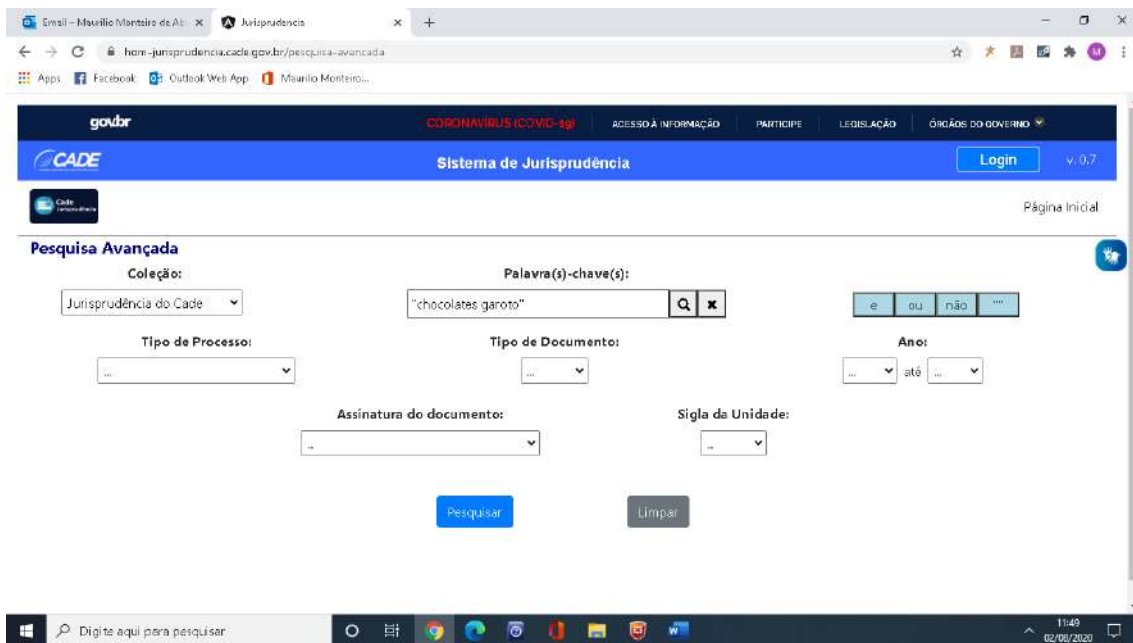 Email – Maurilio Monteiro de Ab
Jurisprudencia
hom-jurisprudencia.cade.gov.br/pesquisa-avancada
Apps Facebook Outlook Web App Maurilio Monteiro...
M
govbr CORONAVÍRUS (COVID-19) ACESSO À INFORMAÇÃO PARTICIPE LEGISLAÇÃO ÓRGÃOS DO GOVERNO
CADE Sistema de Jurisprudência Login v. 0.7
Cade
Jurisprudência
Página Inicial
Pesquisa Avançada
Coleção: Palavra(s)-chave(s):
Jurisprudência do Cade "chocolates garoto" e ou não ""
Tipo de Processo: Tipo de Documento: Ano:
... ... ... até ...
Assinatura do documento: Sigla da Unidade:
.. ..
Pesquisar Limpar
Digite aqui para pesquisar
11:49
02/08/2020